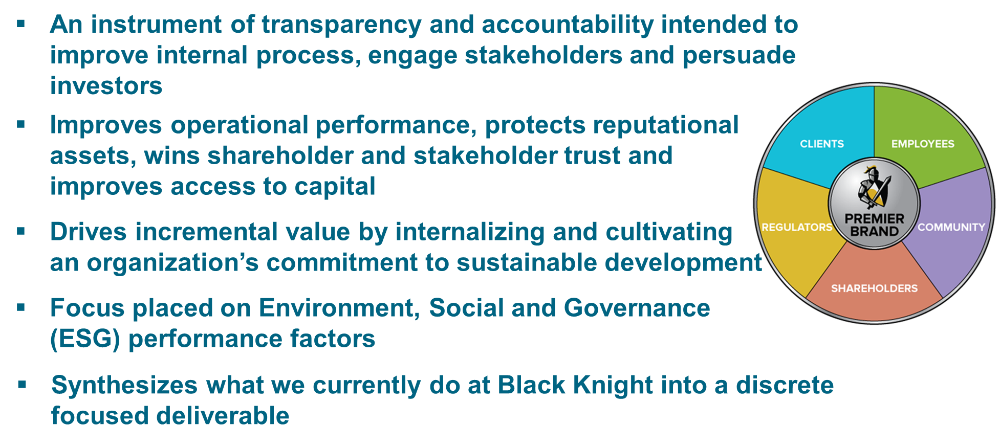 ▪ An instrument of transparency and accountability intended to
improve internal process, engage stakeholders and persuade
investors
▪ Improves operational performance, protects reputational
assets, wins shareholder and stakeholder trust and
improves access to capital
▪ Drives incremental value by internalizing and cultivating
an organization’s commitment to sustainable development
▪ Focus placed on Environment, Social and Governance
(ESG) performance factors
▪ Synthesizes what we currently do at Black Knight into a discrete
focused deliverable
CLIENTS
EMPLOYEES
REGULATORS
PREMIER
BRAND
COMMUNITY
SHAREHOLDERS